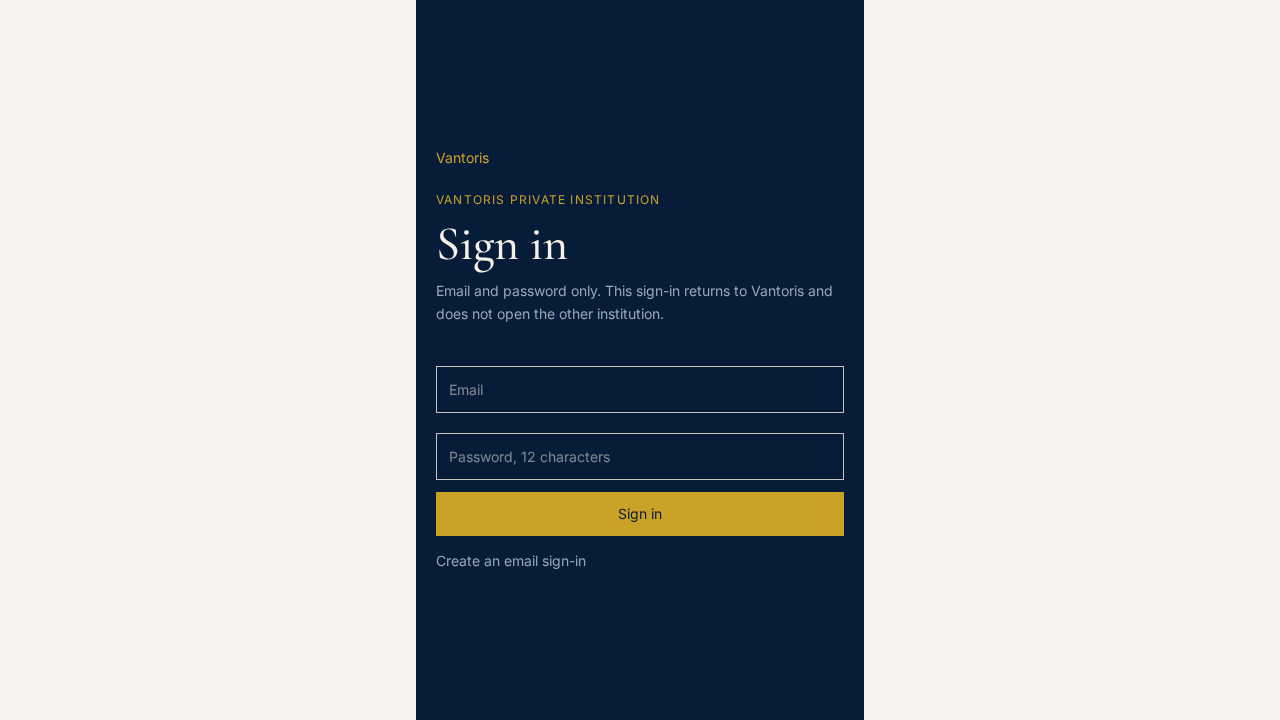 Vantoris
VANTORIS PRIVATE INSTITUTION
Sign in
Email and password only. This sign-in returns to Vantoris and
does not open the other institution.
Email
Password, 12 characters
Sign in
Create an email sign-in